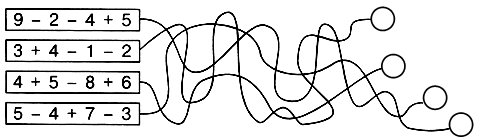 9 – 2 – 4 + 5
3 + 4 – 1 – 2
4 + 5 – 8 + 6
5 – 4 + 7 – 3